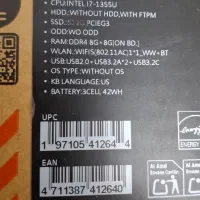 CPU:INTEL I7-1355U
HDD:WITHOUT HDD,WITH FTPM
PCIEG3
ODD:WO ODD
RAM:DDR4 8G+8G[ON BD.]
WLAN:WIFI5(802.11AC)1*1_WW+BT
USB:USB2.0+USB3.2A*2+USB3.2C
OS TYPE:WITHOUT OS
KB LANGUAGE:US
BATTERY:3CELL, 42WH
UPC
1 97105 41264 4
ENERGY
EAN
4 711387 412640